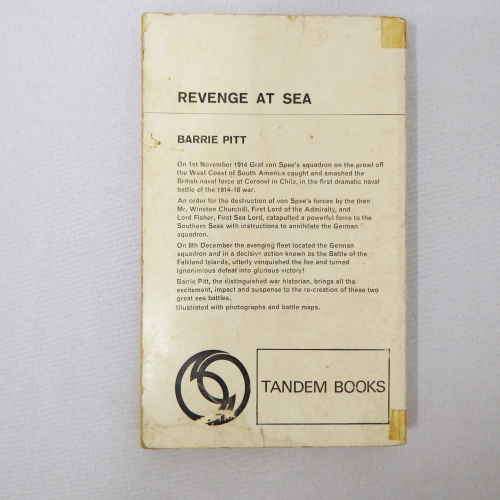 REVENGE AT SEA
BARRIE PITT
On 1st November 1914 Graf von Spee's squadron on the prowl off
the West Coast of South America caught and smashed the
British naval force at Coronel in Chile, in the first dramatic naval
battle of the 1914-18 war.
An order for the destruction of von Spee's forces by the then
Mr. Winston Churchill, First Lord of the Admiralty, and
Lord Fisher, First Sea Lord, catapulted a powerful force to the
Southern Seas with instructions to annihilate the German
squadron.
On 8th December the avenging fleet located the German
squadron and in a decisive action known as the Battle of the
Falkland Islands, utterly vanquished the foe and turned
ignominious defeat into glorious victory!
Barrie Pitt, the distinguished war historian, brings all the
excitement, impact and suspense to the re-creation of these two
great sea battles.
Illustrated with photographs and battle maps.
TANDEM BOOKS